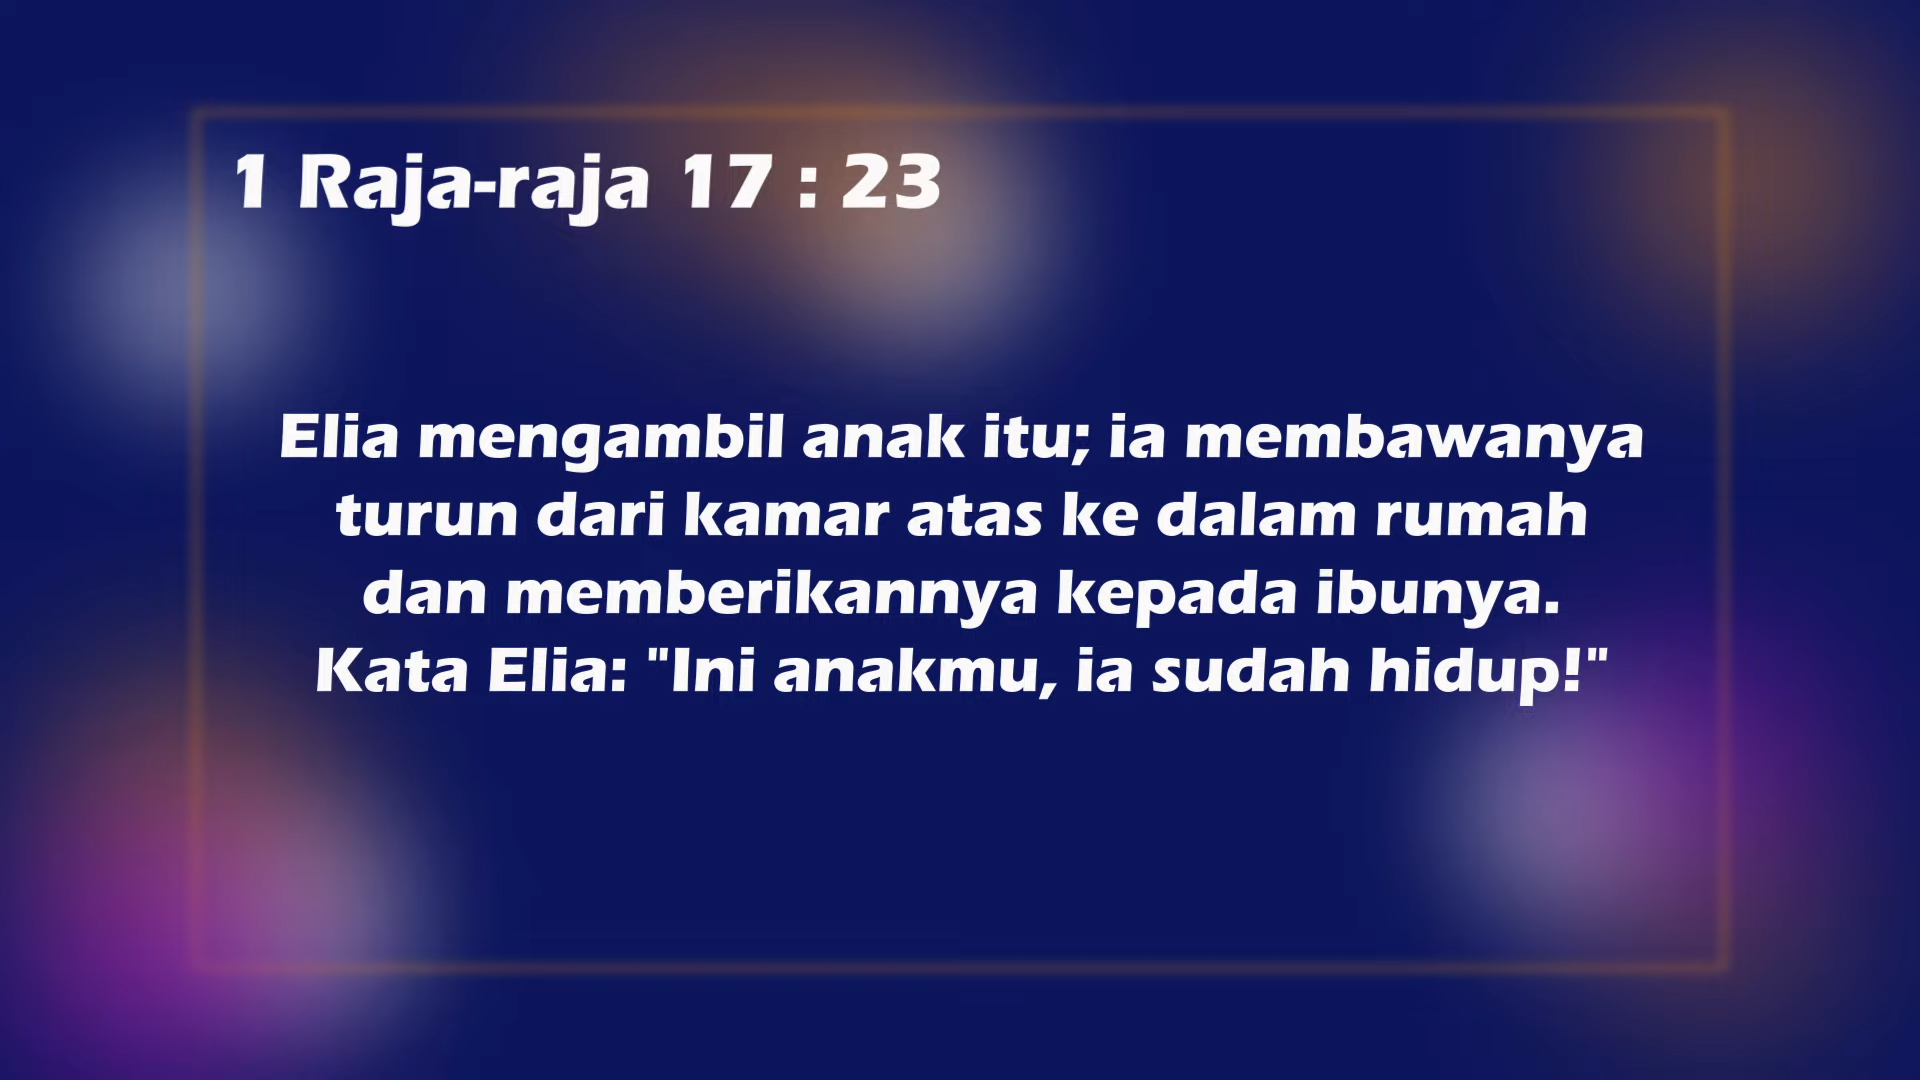 1 Raja-raja 17 : 23
Elia mengambil anak itu; ia membawanya
turun dari kamar atas ke dalam rumah
dan memberikannya kepada ibunya.
Kata Elia: "Ini anakmu, ia sudah hidup!"